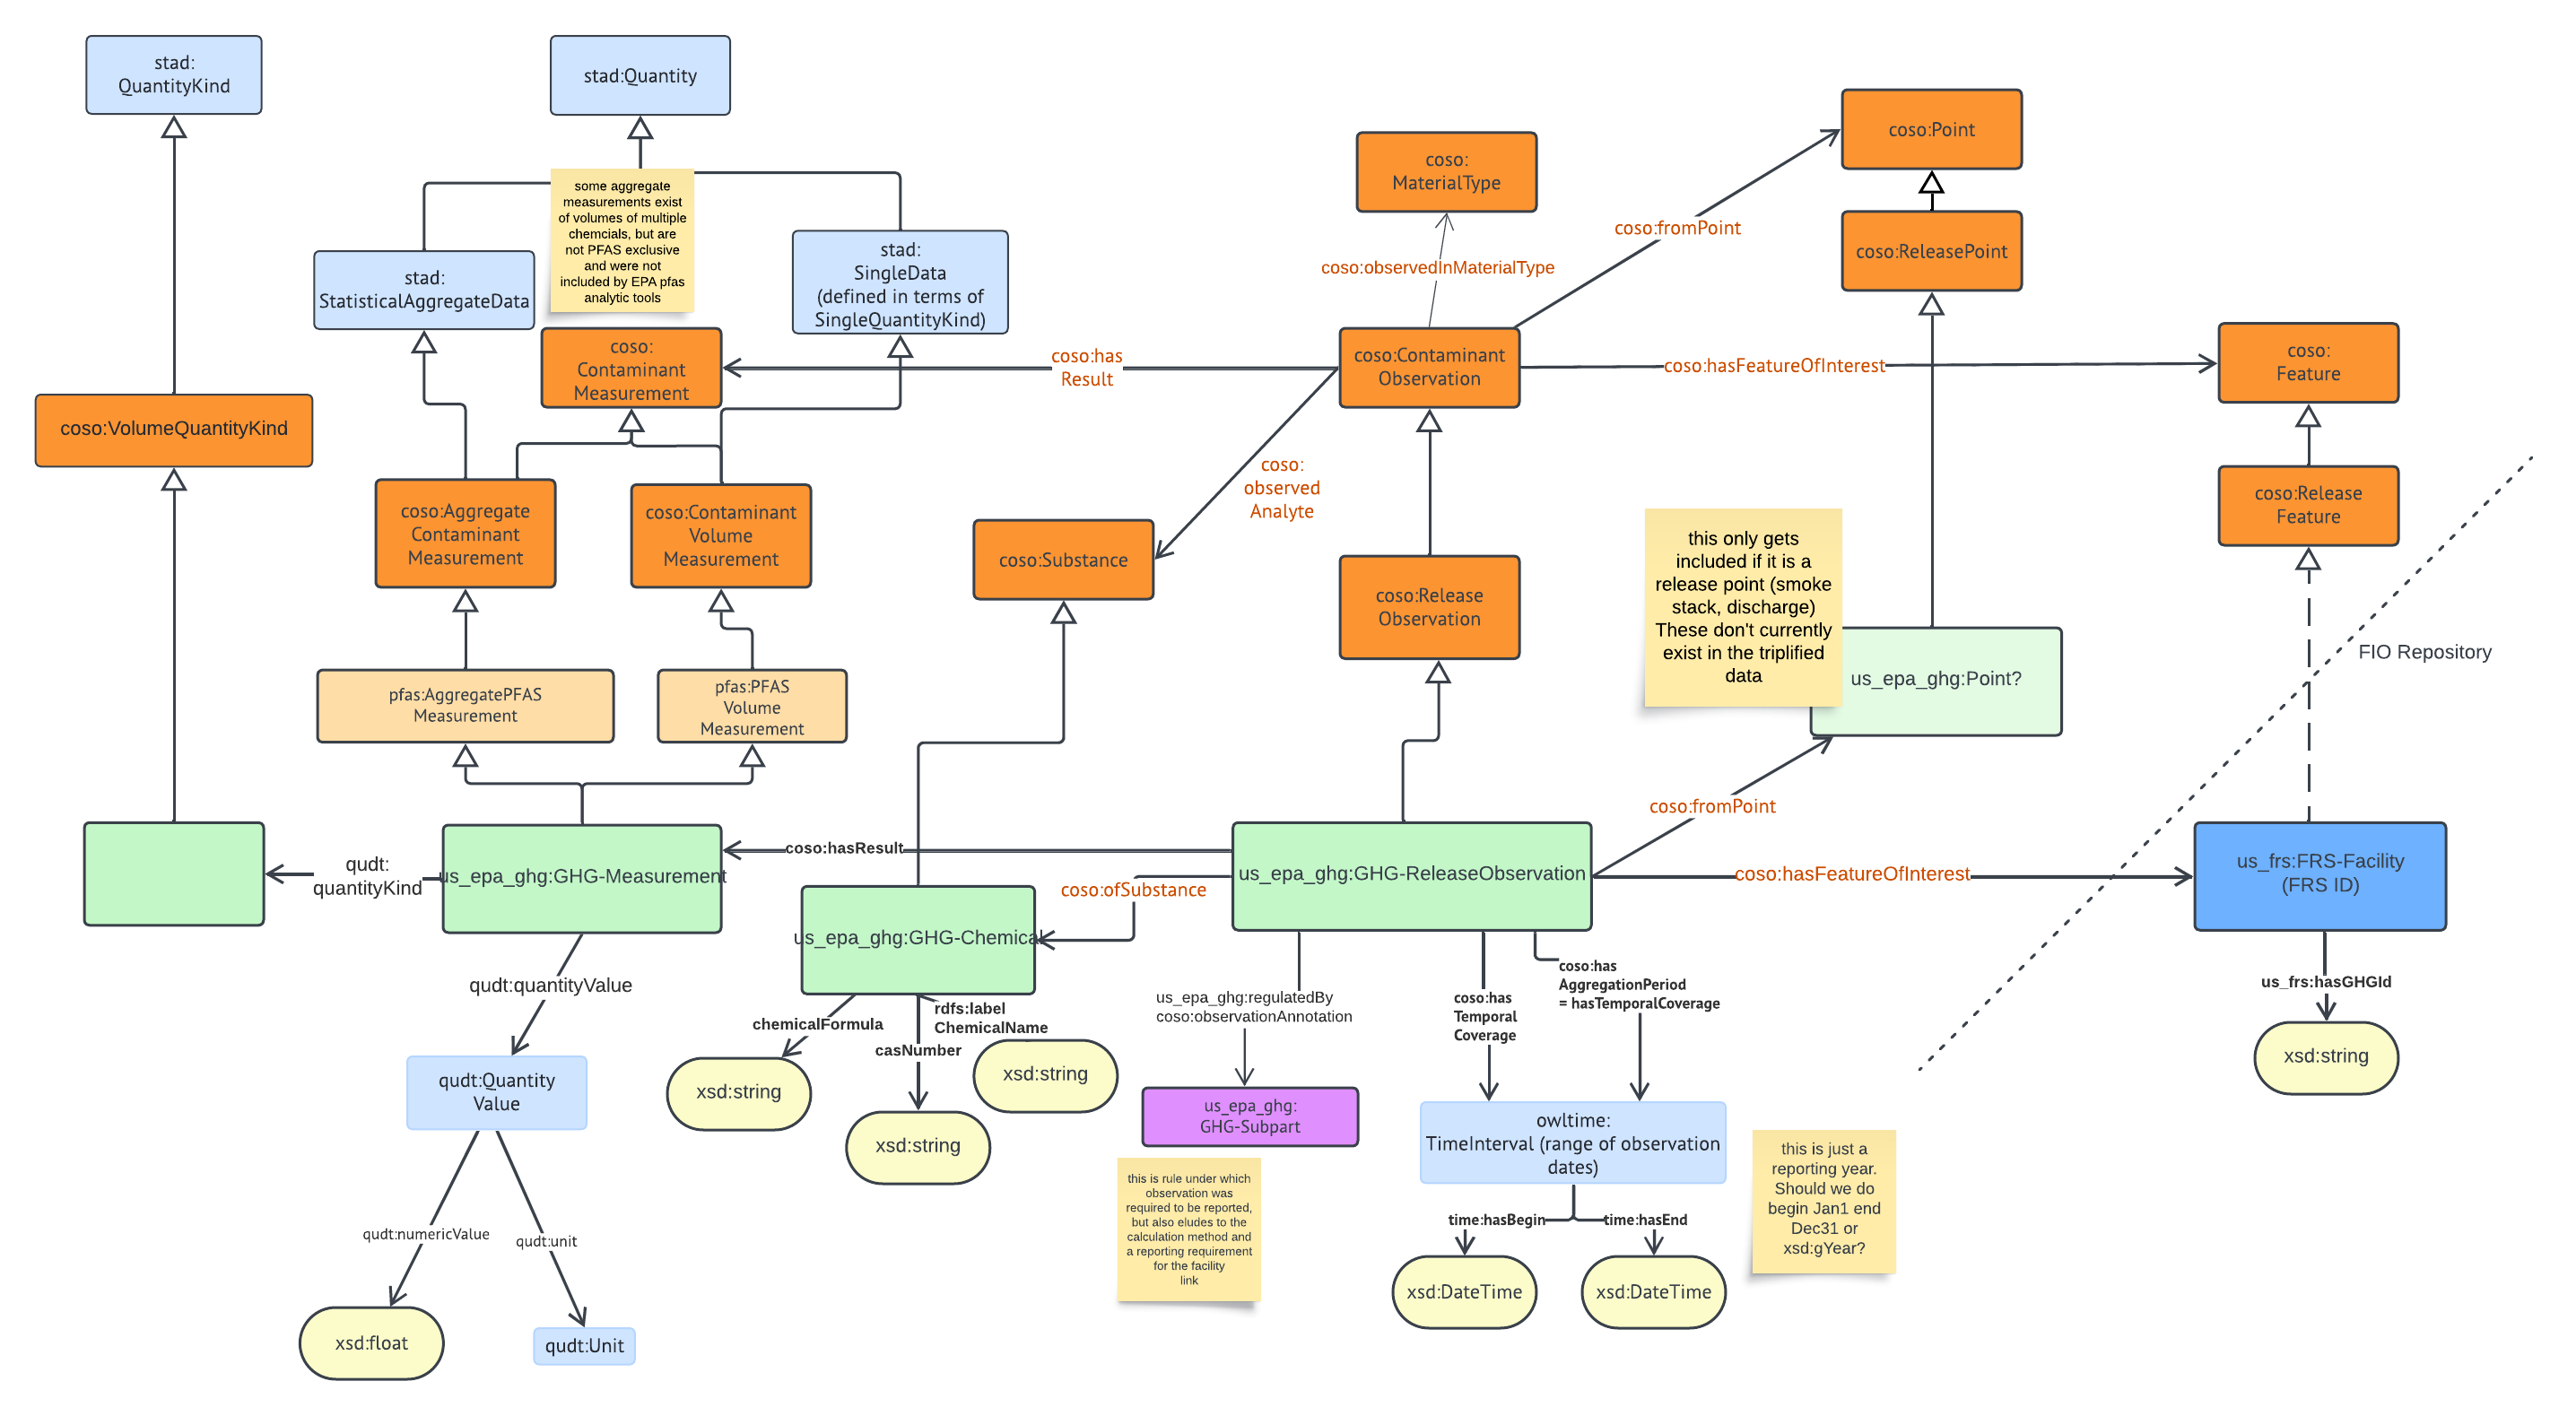 stad:
QuantityKind
stad:Quantity
coso:Point
coso:
MaterialType
some aggregate
measurements exist
of volumes of multiple
chemcials, but are
not PFAS exclusive
and were not
included by EPA pfas
analytic tools
coso:fromPoint
coso:ReleasePoint
stad:
StatisticalAggregateData
stad:
SingleData
(defined in terms of
SingleQuantityKind)
coso:observedInMaterialType
coso:
Contaminant
Measurement
coso:has
Result
coso:Contaminant
Observation
coso:hasFeatureOfInterest
coso:
Feature
coso:VolumeQuantityKind
coso:
observed
Analyte
coso:Release
Feature
coso:Aggregate
Contaminant
Measurement
coso:Contaminant
Volume
Measurement
coso:Substance
coso:Release
Observation
this only gets
included if it is a
release point (smoke
stack, discharge)
These don't currently
exist in the triplified
data
us_epa_ghg:Point?
FIO Repository
pfas:AggregatePFAS
Measurement
pfas:PFAS
Volume
Measurement
coso:fromPoint
qudt:
quantityKind
us_epa_ghg:GHG-Measurement
coso:hasResult
us_epa_ghg:GHG-ReleaseObservation
coso:hasFeatureOfInterest
us_frs:FRS-Facility
(FRS ID)
coso:ofSubstance
us_epa_ghg:GHG-Chemical
qudt:quantityValue
chemicalFormula
casNumber
rdfs:label
ChemicalName
us_epa_ghg:regulatedBy
coso:observationAnnotation
coso:has
Temporal
Coverage
coso:has
AggregationPeriod
= hasTemporalCoverage
us_frs:hasGHGId
xsd:string
qudt:Quantity
Value
xsd:string
xsd:string
xsd:string
us_epa_ghg:
GHG-Subpart
owltime:
TimeInterval (range of observation
dates)
this is just a
reporting year.
Should we do
begin Jan1 end
Dec31 or
xsd:gYear?
this is rule under which
observation was
required to be reported,
but also eludes to the
calculation method and
a reporting requirement
for the facility
link
time:hasBegin
time:hasEnd
qudt:numericValue
qudt:unit
xsd:DateTime
xsd:DateTime
xsd:float
qudt:Unit